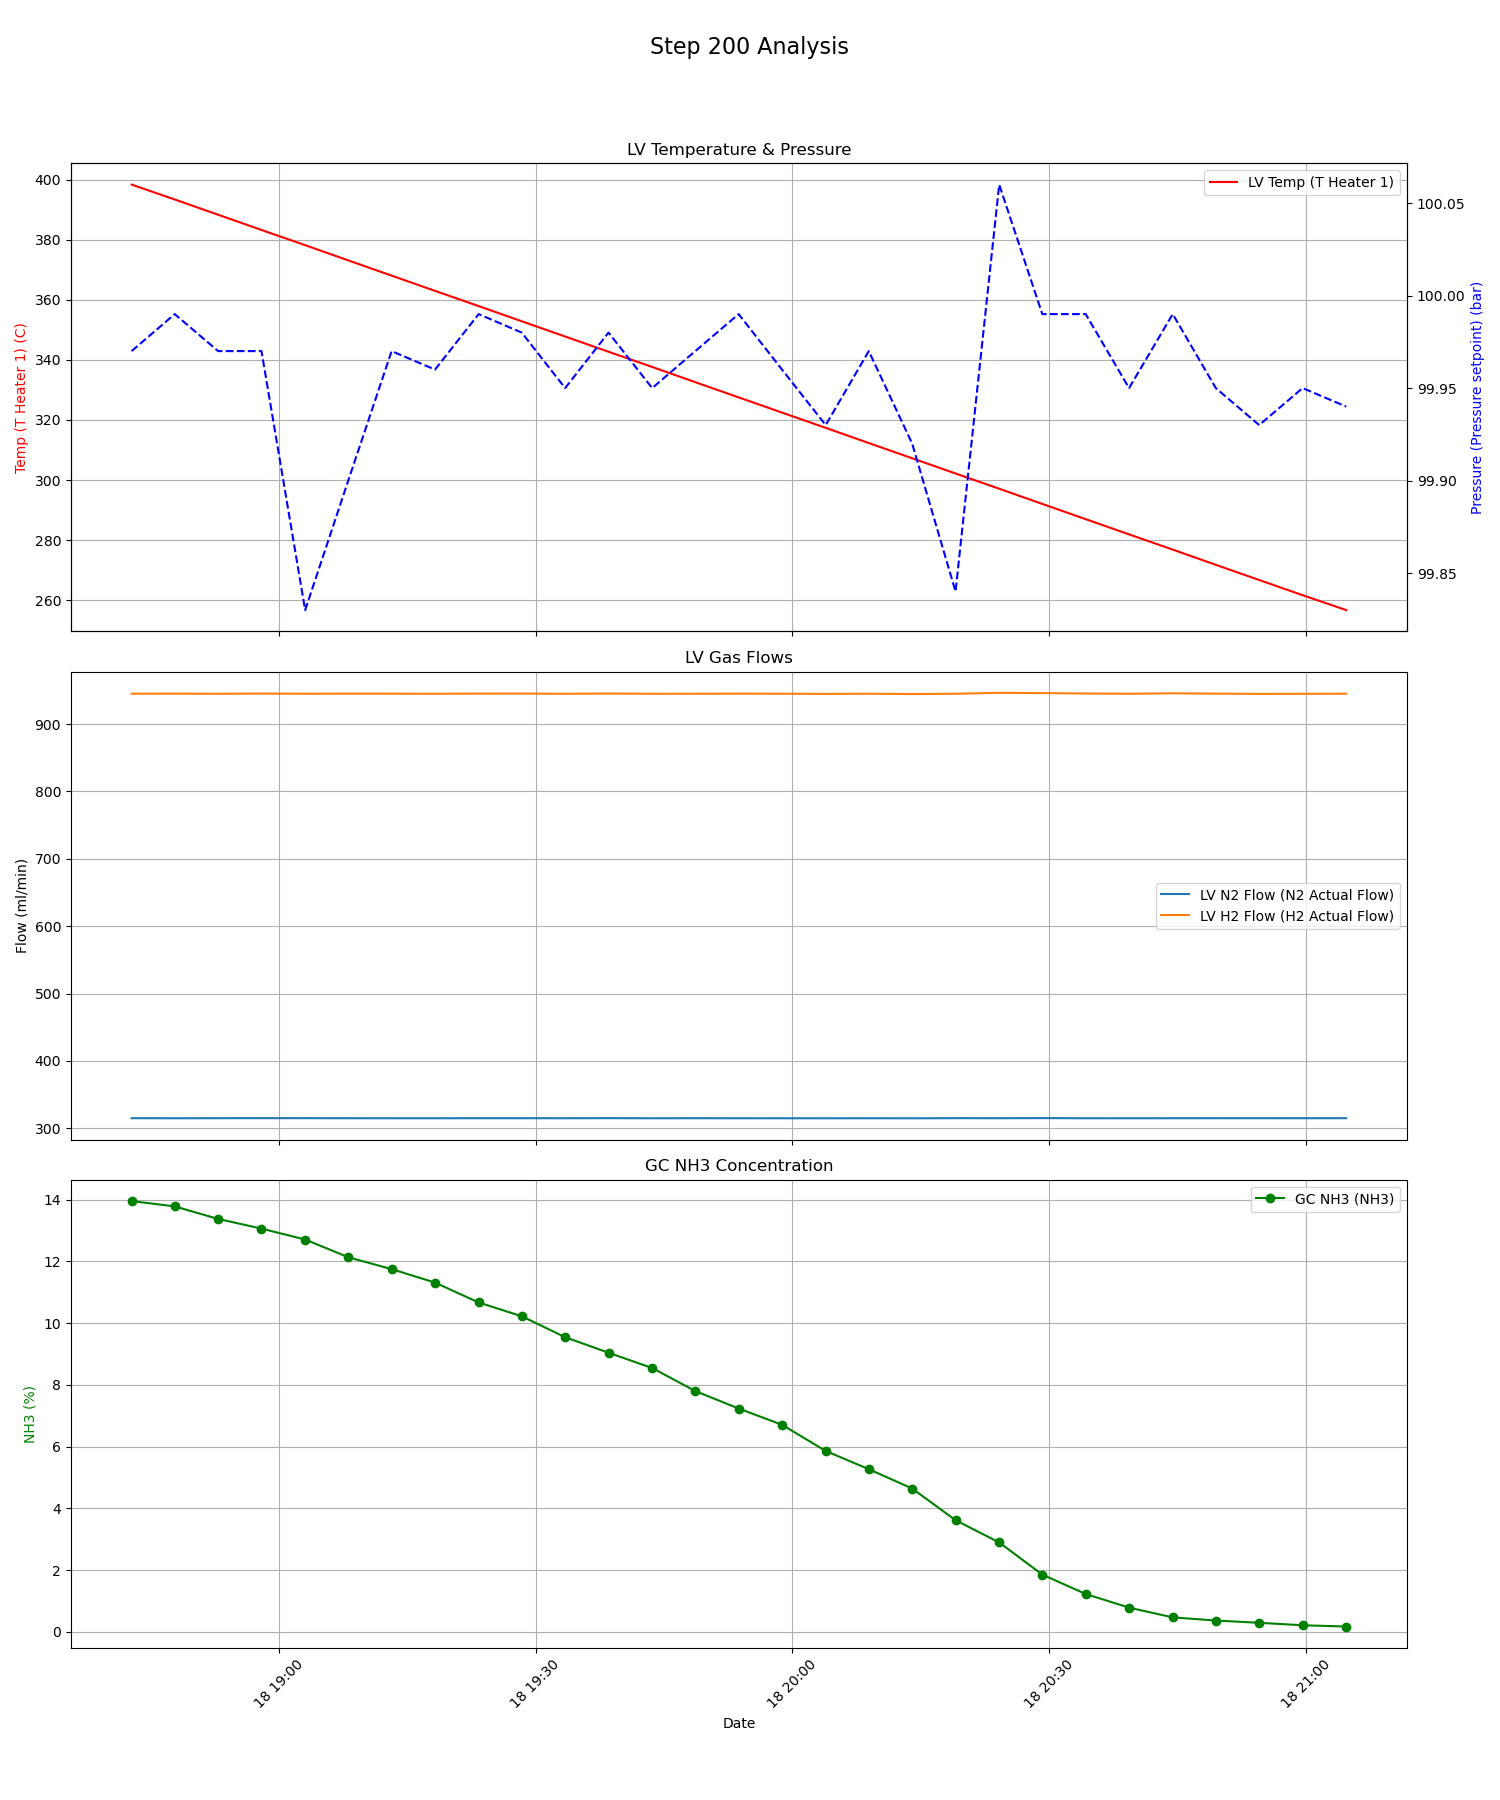 Step 200 Analysis
LV Temperature & Pressure
400
380
360
340
320
300
280
260
Temp (T Heater 1) (C)
LV Temp (T Heater 1)
100.05
100.00
99.95
99.90
99.85
Pressure (Pressure setpoint) (bar)
LV Gas Flows
900
800
700
600
500
400
300
Flow (ml/min)
LV N2 Flow (N2 Actual Flow)
LV H2 Flow (H2 Actual Flow)
GC NH3 Concentration
14
12
10
8
6
4
2
0
NH3 (%)
GC NH3 (NH3)
18 19:00
18 19:30
18 20:00
18 20:30
18 21:00
Date